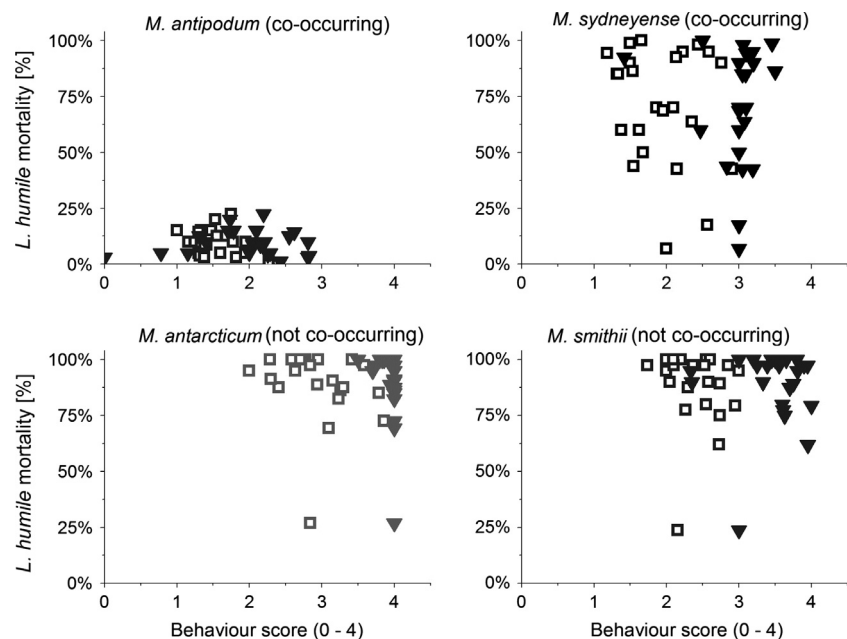 M. antipodum (co-occurring)
L. humile mortality [%]
100%
75%
50%
25%
0%
0 1 2 3 4
M. sydneyense (co-occurring)
100%
75%
50%
25%
0%
0 1 2 3 4
M. antarcticum (not co-occurring)
L. humile mortality [%]
100%
75%
50%
25%
0%
0 1 2 3 4
Behaviour score (0 - 4)
M. smithii (not co-occurring)
100%
75%
50%
25%
0%
0 1 2 3 4
Behaviour score (0 - 4)